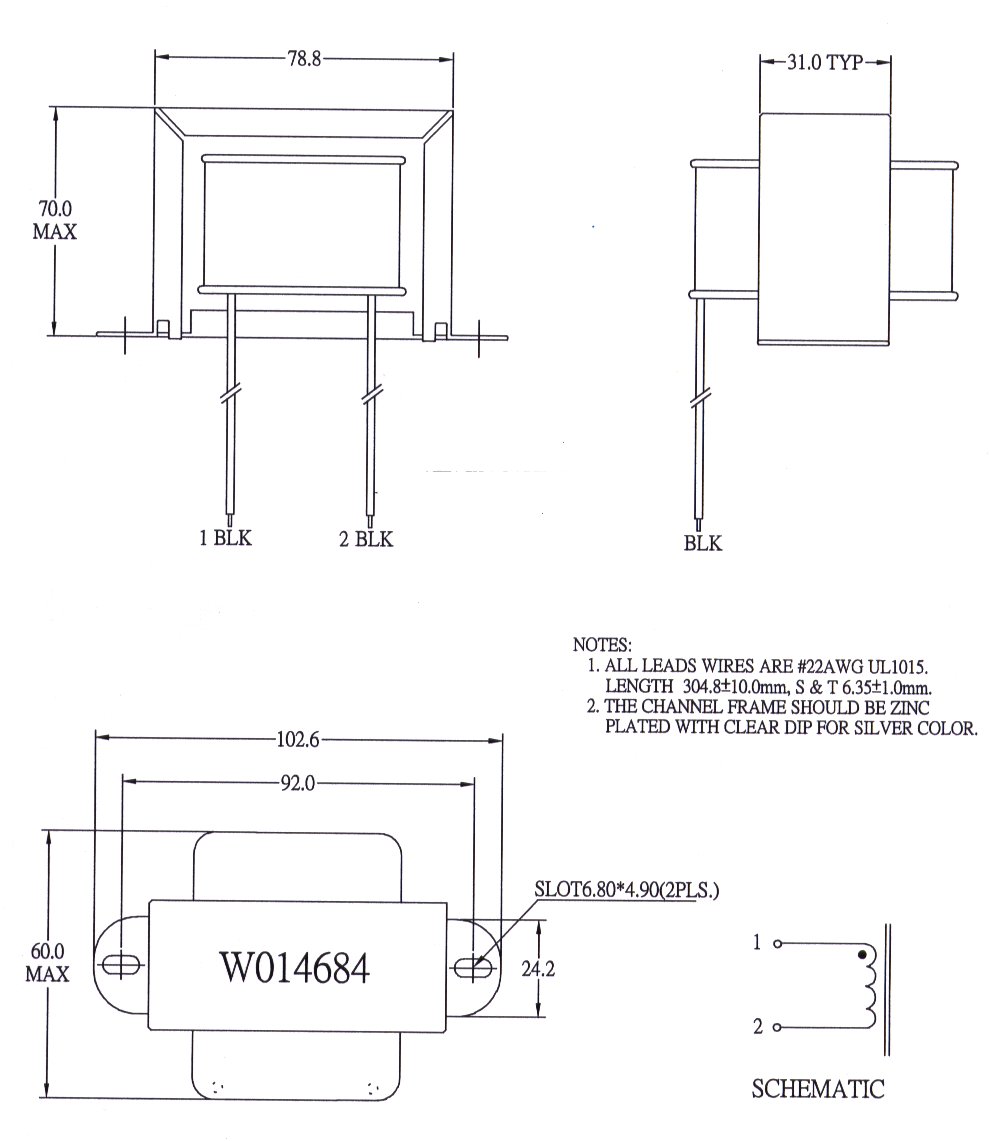 78.8
31.0 TYP
70.0
MAX
1 BLK
2 BLK
BLK
NOTES:
1. ALL LEADS WIRES ARE #22AWG UL1015.
LENGTH 304.8±10.0mm, S & T 6.35±1.0mm.
2. THE CHANNEL FRAME SHOULD BE ZINC
PLATED WITH CLEAR DIP FOR SILVER COLOR.
102.6
92.0
SLOT6.80*4.90(2PLS.)
60.0
MAX
W014684
24.2
1
2
SCHEMATIC